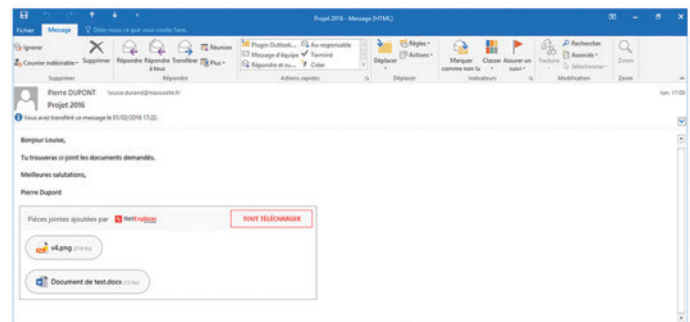 Projet 2016 - Message (HTML)
Fichier Message Dites-nous ce que vous voulez faire...
Ignorer
Courrier indésirable
Supprimer
Répondre Répondre à tous Transférer
Réunion
Plus
Plugin Outlook... Au responsable
Message d'équipe Terminé
Répondre et su... Créer
Déplacer
Règles
Actions
Marquer comme non lu Classer Assurer un suivi
Traduire
Rechercher
Associés
Sélectionner
Zoom
Supprimer Répondre Actions rapides Déplacer Indicateurs Modification Zoom
Pierre DUPONT lun. 17:09
Projet 2016
Vous avez transféré ce message le 01/02/2016 17:22.
Bonjour Louise,
Tu trouveras ci-joint les documents demandés.
Meilleures salutations,
Pierre Dupont
Pièces jointes ajoutées par NetExplorer TOUT TÉLÉCHARGER
v4.png
Document de test.docx